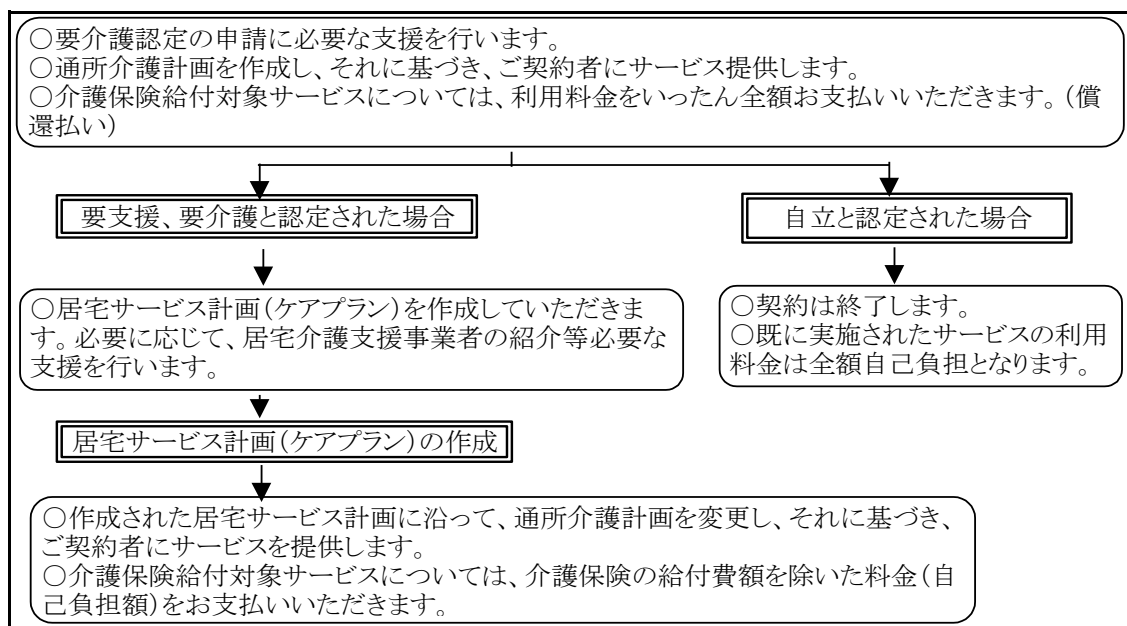 ○要介護認定の申請に必要な支援を行います。
○通所介護計画を作成し、それに基づき、ご契約者にサービス提供します。
○介護保険給付対象サービスについては、利用料金をいったん全額お支払いいただきます。(償
還払い)
要支援、要介護と認定された場合
自立と認定された場合
○居宅サービス計画(ケアプラン)を作成していただきま
す。必要に応じて、居宅介護支援事業者の紹介等必要な
支援を行います。
○契約は終了します。
○既に実施されたサービスの利用
料金は全額自己負担となります。
居宅サービス計画(ケアプラン)の作成
○作成された居宅サービス計画に沿って、通所介護計画を変更し、それに基づき、
ご契約者にサービスを提供します。
○介護保険給付対象サービスについては、介護保険の給付費額を除いた料金(自
己負担額)をお支払いいただきます。